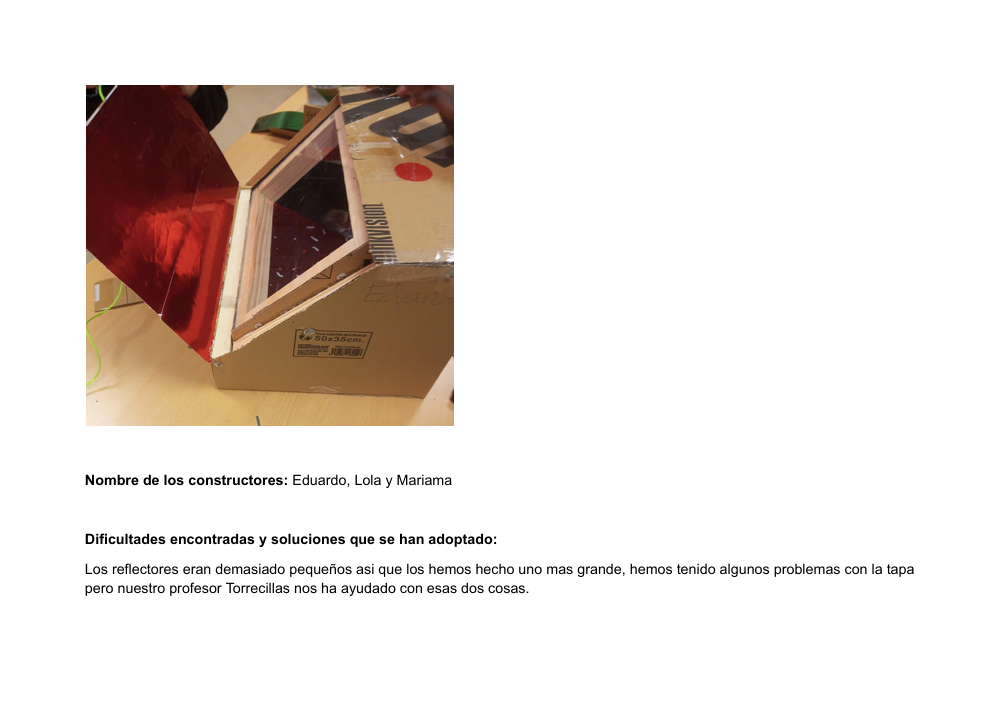 IKVISION
Eduar
50x35cm.
Nombre de los constructores: Eduardo, Lola y Mariama
Dificultades encontradas y soluciones que se han adoptado:
Los reflectores eran demasiado pequeños asi que los hemos hecho uno mas grande, hemos tenido algunos problemas con la tapa
pero nuestro profesor Torrecillas nos ha ayudado con esas dos cosas.